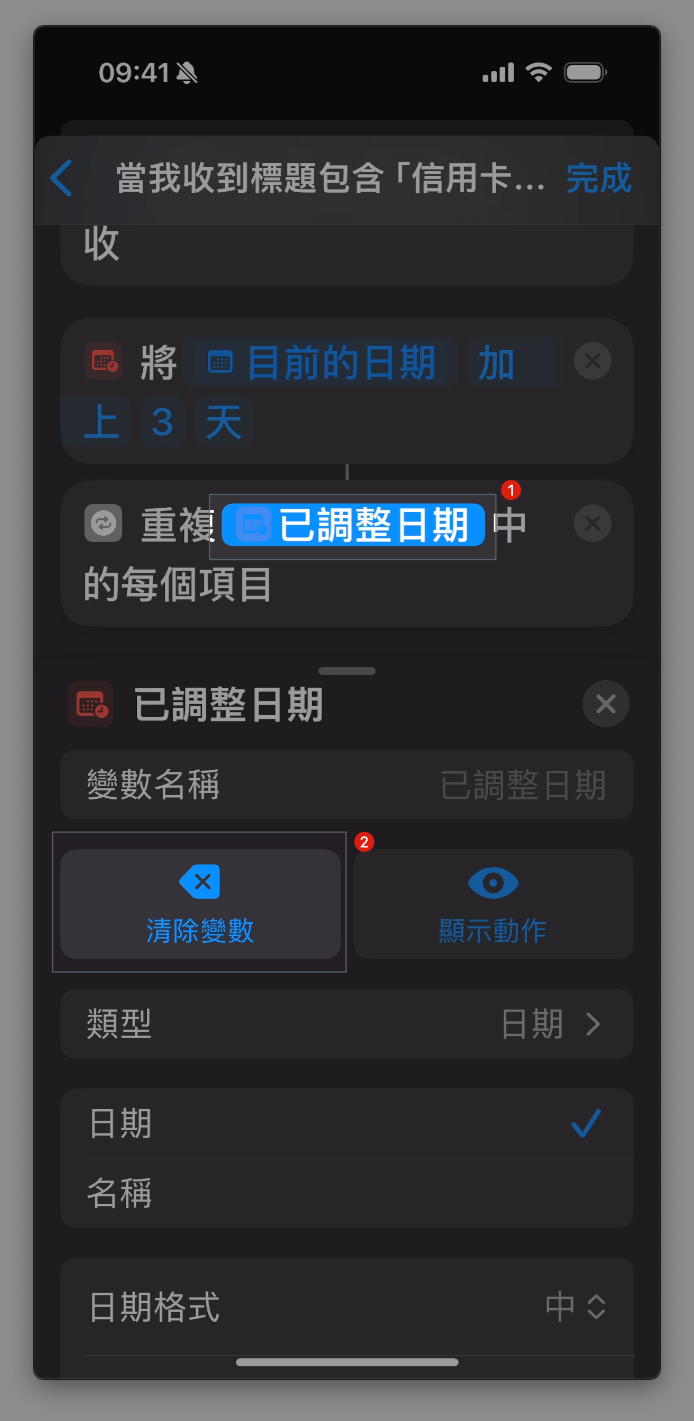 09:41
當我收到標題包含「信用卡... 完成
收
將 目前的日期 加
上 3 天
1
重複 已調整日期 中
的每個項目
已調整日期
變數名稱 已調整日期
2
清除變數 顯示動作
類型 日期
日期
名稱
日期格式 中